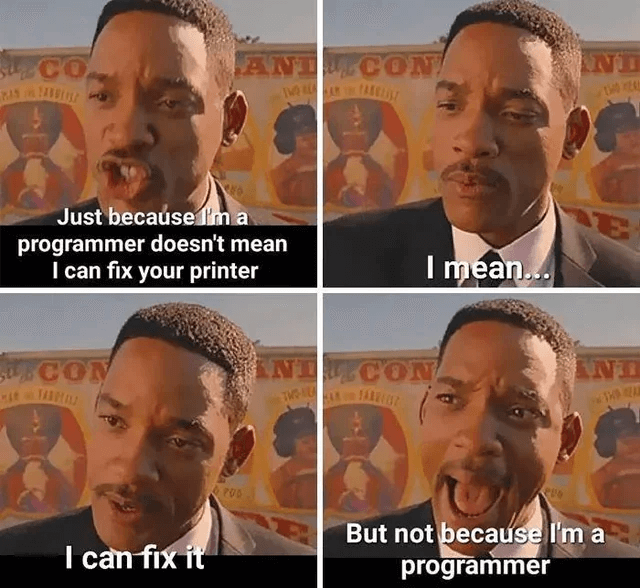 Just because I'm a
programmer doesn't mean
I can fix your printer
I mean...
I can fix it
But not because I'm a
programmer